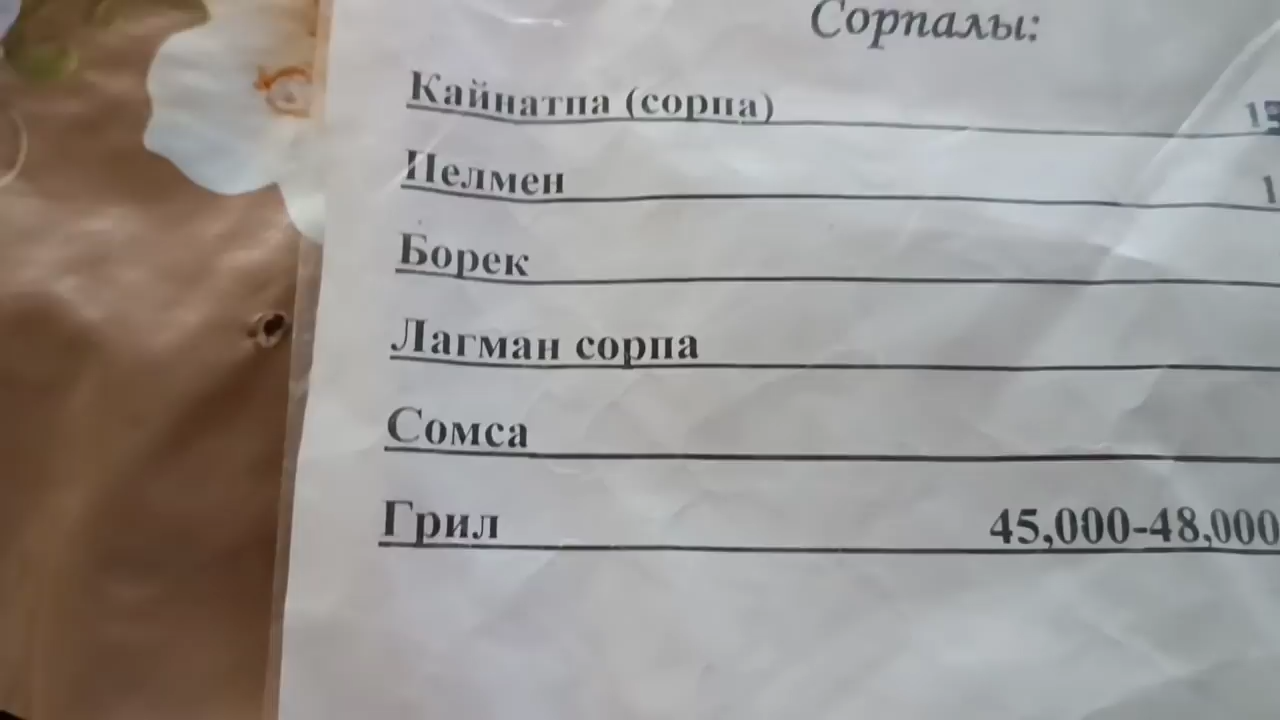 Сорпалы:
Кайнатпа (сорпа)
Пелмен
Борек
Лагман сорпа
Сомса
Грил 45,000-48,000